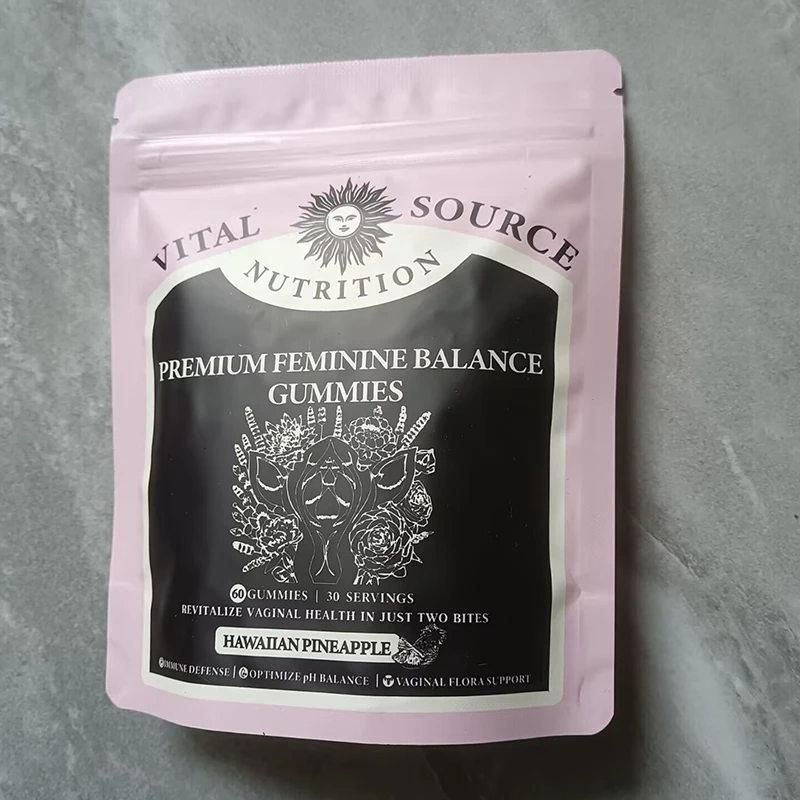 VITAL SOURCE
NUTRITION
PREMIUM FEMININE BALANCE
GUMMIES
60 GUMMIES | 30 SERVINGS
REVITALIZE VAGINAL HEALTH IN JUST TWO BITES
HAWAIIAN PINEAPPLE
IMMUNE DEFENSE | OPTIMIZE pH BALANCE | VAGINAL FLORA SUPPORT